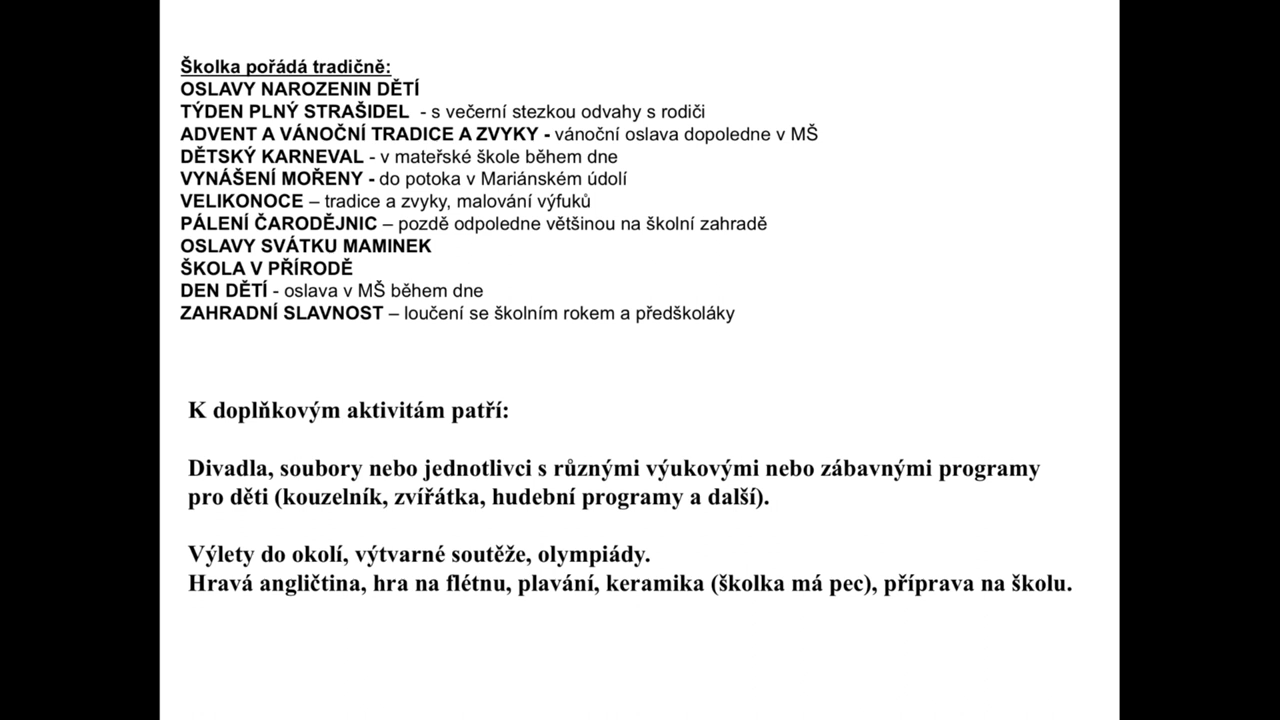 Školka pořádá tradičně:
OSLAVY NAROZENIN DĚTÍ
TÝDEN PLNÝ STRAŠIDEL - s večerní stezkou odvahy s rodiči
ADVENT A VÁNOČNÍ TRADICE A ZVYKY - vánoční oslava dopoledne v MŠ
DĚTSKÝ KARNEVAL - v mateřské škole během dne
VYNÁŠENÍ MOŘENY - do potoka v Mariánském údolí
VELIKONOCE – tradice a zvyky, malování výfuků
PÁLENÍ ČARODĚJNIC – pozdě odpoledne většinou na školní zahradě
OSLAVY SVÁTKU MAMINEK
ŠKOLA V PŘÍRODĚ
DEN DĚTÍ - oslava v MŠ během dne
ZAHRADNÍ SLAVNOST – loučení se školním rokem a předškoláky
K doplňkovým aktivitám patří:
Divadla, soubory nebo jednotlivci s různými výukovými nebo zábavnými programy
pro děti (kouzelník, zvířátka, hudební programy a další).
Výlety do okolí, výtvarné soutěže, olympiády.
Hravá angličtina, hra na flétnu, plavání, keramika (školka má pec), příprava na školu.